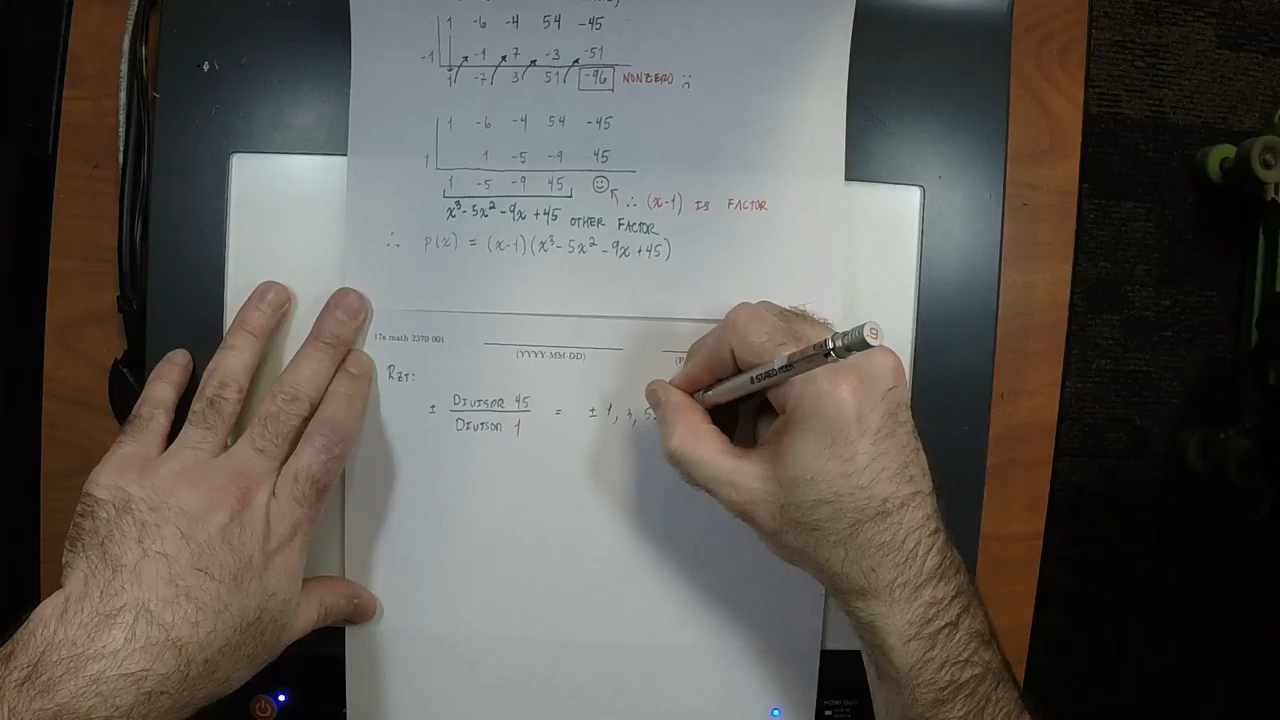 1 -6 -4 54 -45
-1 -1 7 -3 -51
1 -7 3 51 -96 NONZERO
1 -6 -4 54 -45
1 1 -5 -9 45
1 -5 -9 45 ∴ (x-1) IS FACTOR
x³-5x²-9x+45 OTHER FACTOR
∴ p(x) = (x-1)(x³-5x²-9x+45)
17s math 2370 001
(YYYY-MM-DD)
RZT:
± DIVISOR 45 = ± 1, 3, 5
DIVISOR 1
STAEDTLER
HDMI OUT